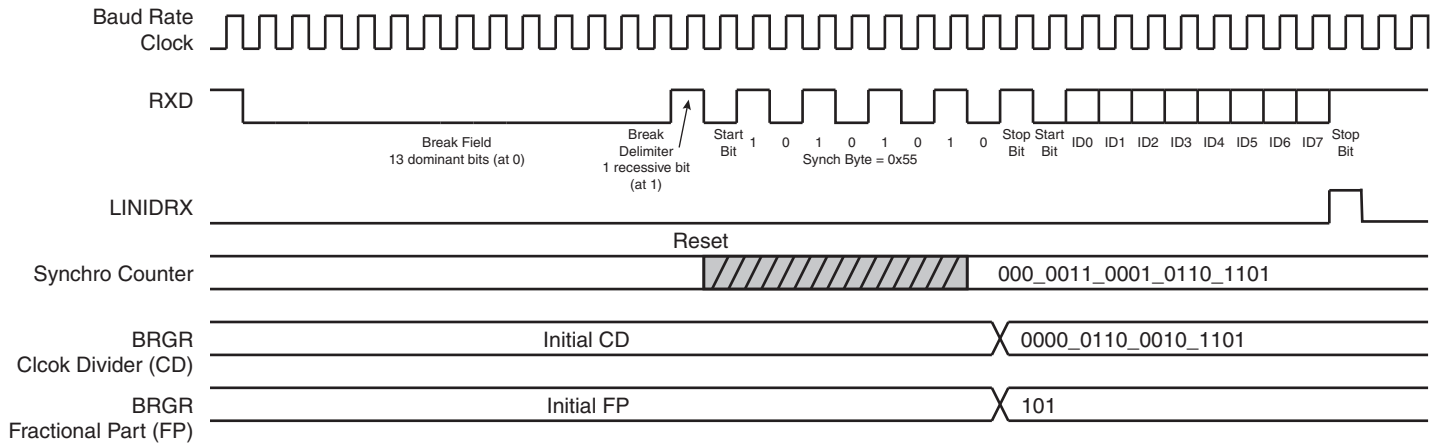 Baud Rate
Clock
RXD
Break Field
13 dominant bits (at 0)
Break
Delimiter
1 recessive bit
(at 1)
Start
Bit
1 0 1 0 1 0 1 0
Synch Byte = 0x55
Stop
Bit
Start
Bit
ID0 ID1 ID2 ID3 ID4 ID5 ID6 ID7
Stop
Bit
LINIDRX
Reset
Synchro Counter
000_0011_0001_0110_1101
BRGR
Clcok Divider (CD)
Initial CD
0000_0110_0010_1101
BRGR
Fractional Part (FP)
Initial FP
101